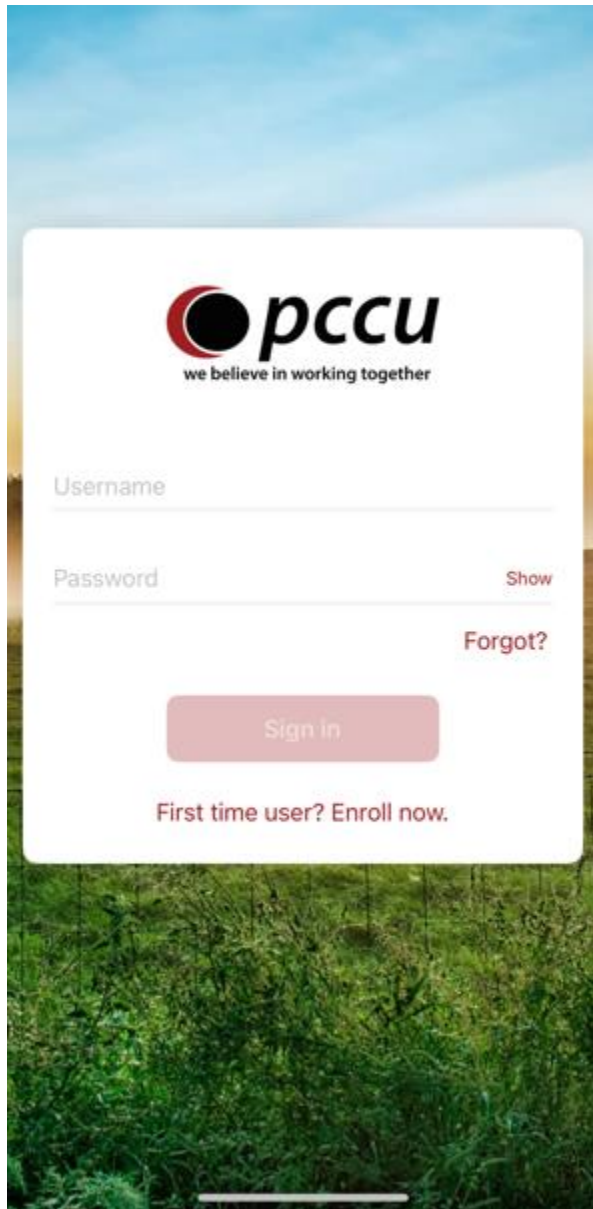 pccu
we believe in working together
Username
Password
Show
Forgot?
Sign in
First time user? Enroll now.